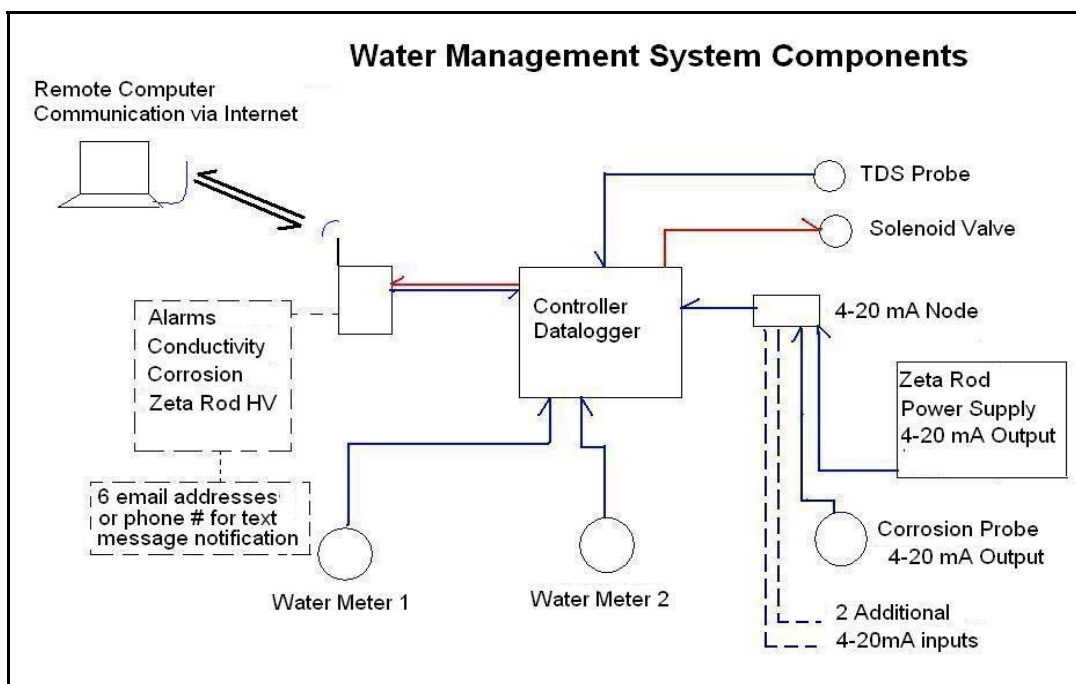 Water Management System Components
Remote Computer
Communication via Internet
TDS Probe
Solenoid Valve
Controller
Datalogger
4-20 mA Node
Alarms
Conductivity
Corrosion
Zeta Rod HV
Zeta Rod
Power Supply
4-20 mA Output
6 email addresses
or phone # for text
message notification
Corrosion Probe
4-20 mA Output
Water Meter 1
Water Meter 2
2 Additional
4-20mA inputs